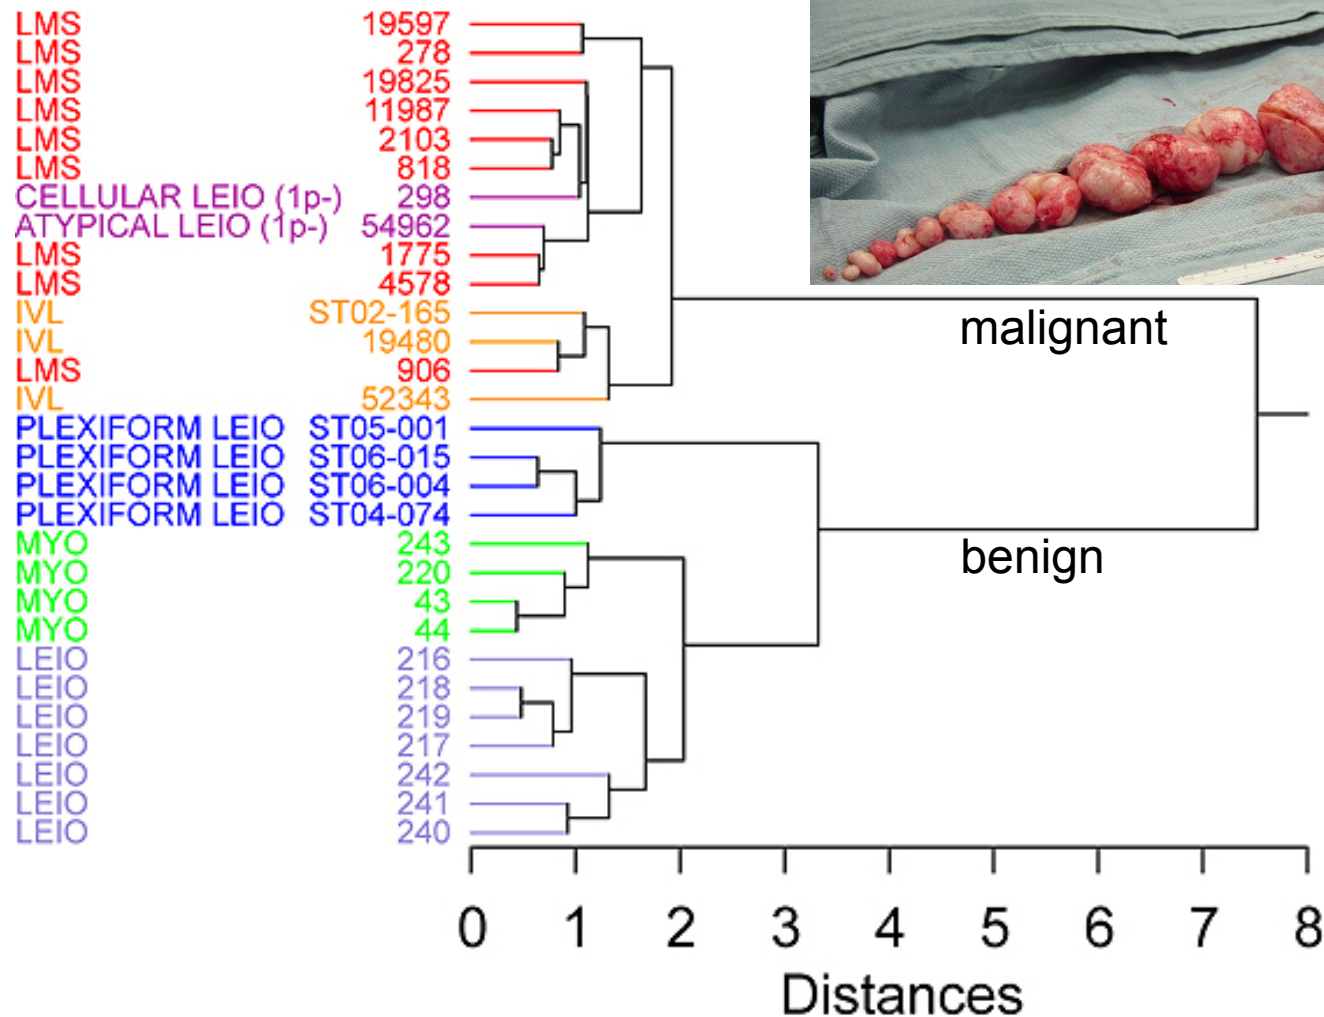 LMS 19597
LMS 278
LMS 19825
LMS 11987
LMS 2103
LMS 818
CELLULAR LEIO (1p-) 298
ATYPICAL LEIO (1p-) 54962
LMS 1775
LMS 4578
IVL ST02-165
malignant
IVL 19480
LMS 906
IVL 52343
PLEXIFORM LEIO ST05-001
PLEXIFORM LEIO ST06-015
PLEXIFORM LEIO ST06-004
PLEXIFORM LEIO ST04-074
MYO 243
benign
MYO 220
MYO 43
MYO 44
LEIO 216
LEIO 218
LEIO 219
LEIO 217
LEIO 242
LEIO 241
LEIO 240
0 1 2 3 4 5 6 7 8
Distances